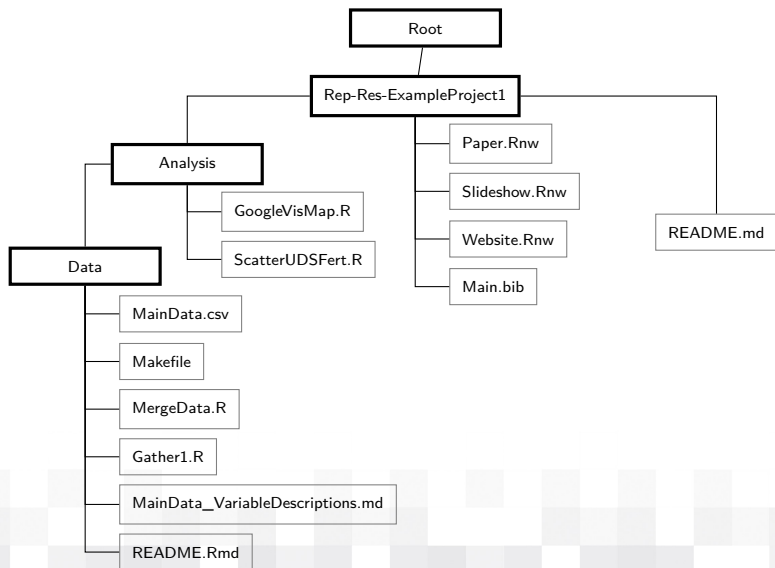 Root
Rep-Res-ExampleProject1
Analysis
GoogleVisMap.R
ScatterUDSFert.R
Data
MainData.csv
Makefile
MergeData.R
Gather1.R
MainData_VariableDescriptions.md
README.Rmd
Paper.Rnw
Slideshow.Rnw
Website.Rnw
Main.bib
README.md